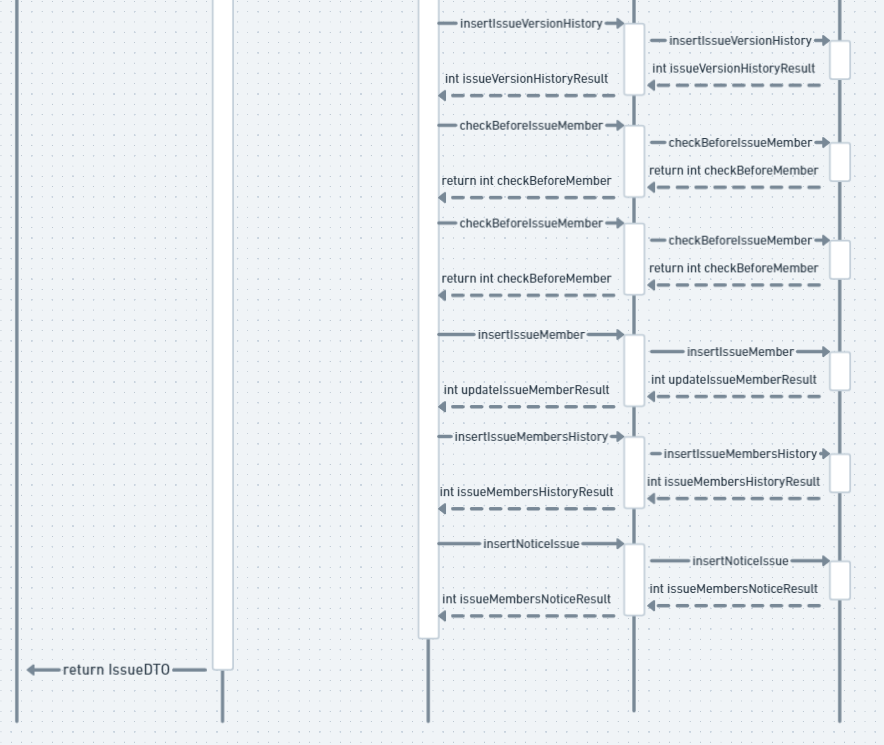 insertIssueVersionHistory
insertIssueVersionHistory
int issueVersionHistoryResult
int issueVersionHistoryResult
checkBeforeIssueMember
checkBeforeIssueMember
return int checkBeforeMember
return int checkBeforeMember
checkBeforeIssueMember
checkBeforeIssueMember
return int checkBeforeMember
return int checkBeforeMember
insertIssueMember
insertIssueMember
int updateIssueMemberResult
int updateIssueMemberResult
insertIssueMembersHistory
insertIssueMembersHistory
int issueMembersHistoryResult
int issueMembersHistoryResult
insertNoticeIssue
insertNoticeIssue
int issueMembersNoticeResult
int issueMembersNoticeResult
return IssueDTO